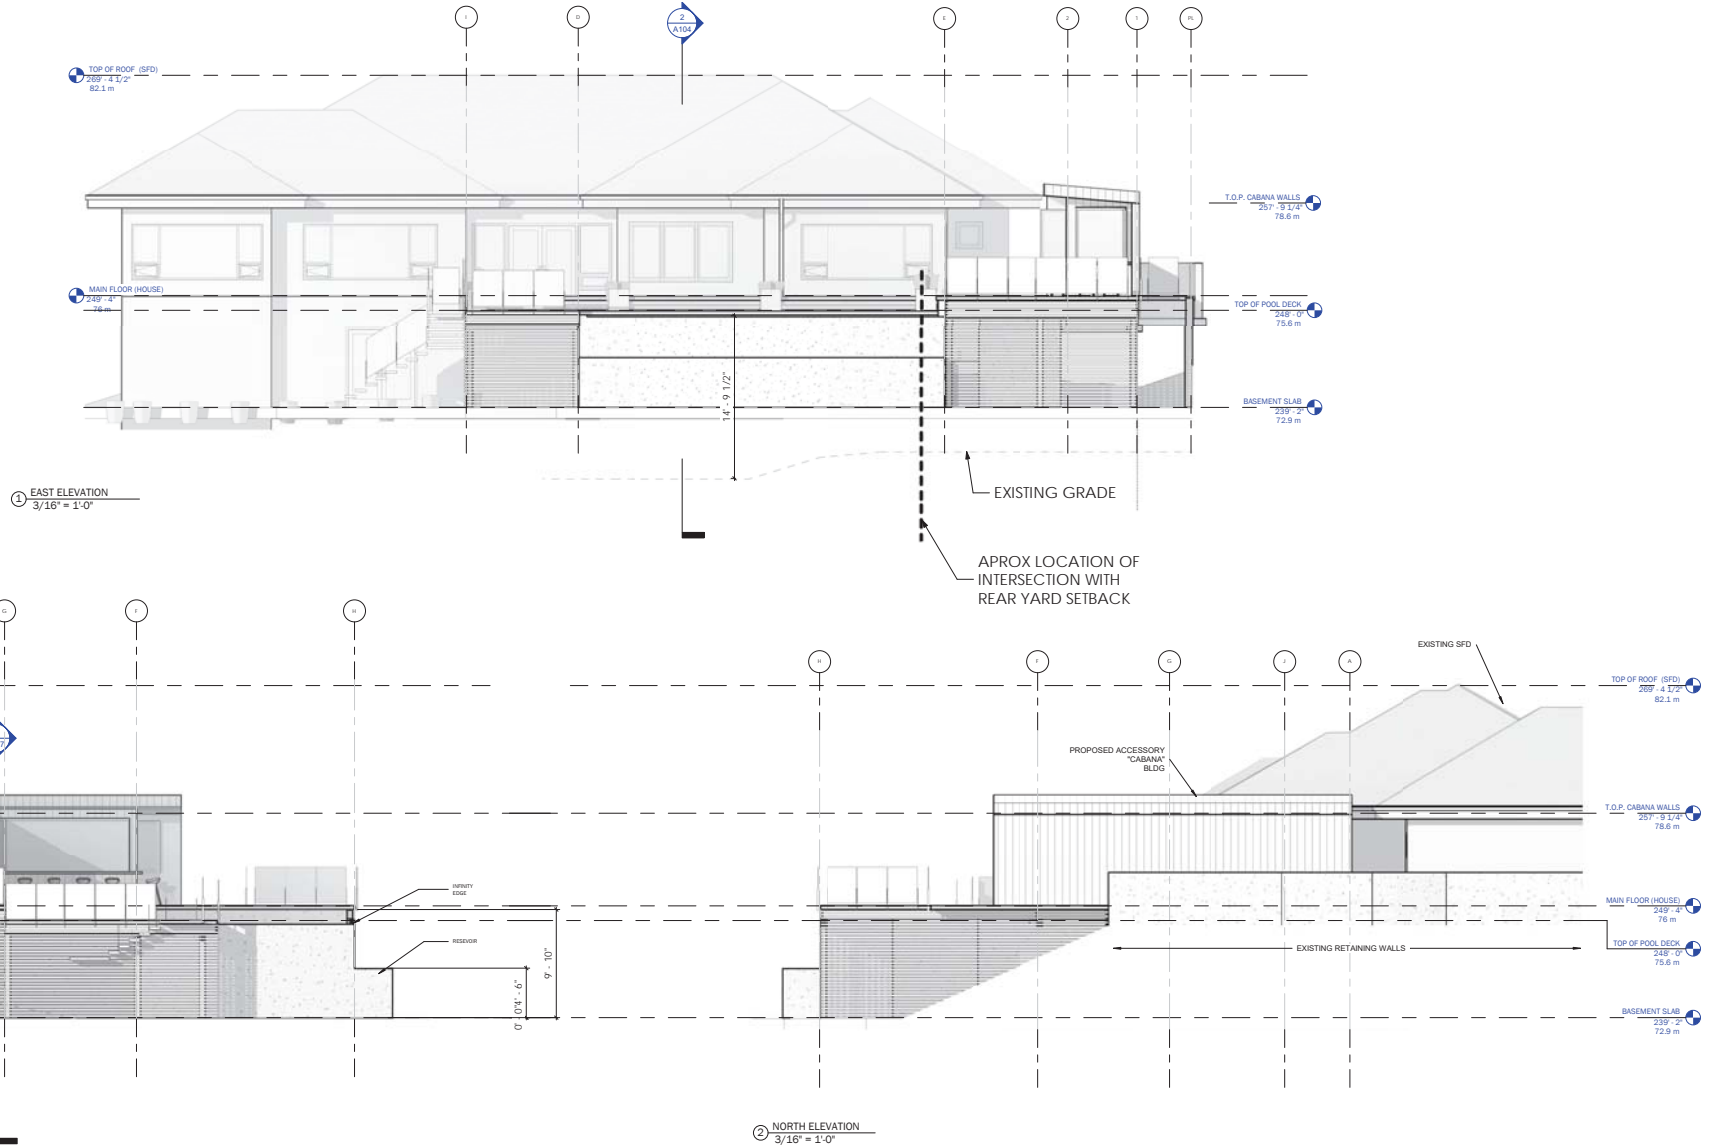 I
D
2
A104
E
2
1
PL
TOP OF ROOF (SFD)
269' - 4 1/2"
82.1 m
T.O.P. CABANA WALLS
257' - 9 1/4"
78.6 m
MAIN FLOOR (HOUSE)
249' - 4"
76 m
TOP OF POOL DECK
248' - 0"
75.6 m
14' - 9 1/2"
BASEMENT SLAB
239' - 2"
72.9 m
1
EAST ELEVATION
3/16" = 1'-0"
EXISTING GRADE
APROX LOCATION OF
INTERSECTION WITH
REAR YARD SETBACK
G
F
H
H
F
G
J
A
EXISTING SFD
TOP OF ROOF (SFD)
269' - 4 1/2"
82.1 m
PROPOSED ACCESSORY
"CABANA"
BLDG
T.O.P. CABANA WALLS
257' - 9 1/4"
78.6 m
INFINITY
EDGE
RESEVOIR
9' - 10"
0' - 0"
4' - 6"
MAIN FLOOR (HOUSE)
249' - 4"
76 m
EXISTING RETAINING WALLS
TOP OF POOL DECK
248' - 0"
75.6 m
BASEMENT SLAB
239' - 2"
72.9 m
2
NORTH ELEVATION
3/16" = 1'-0"